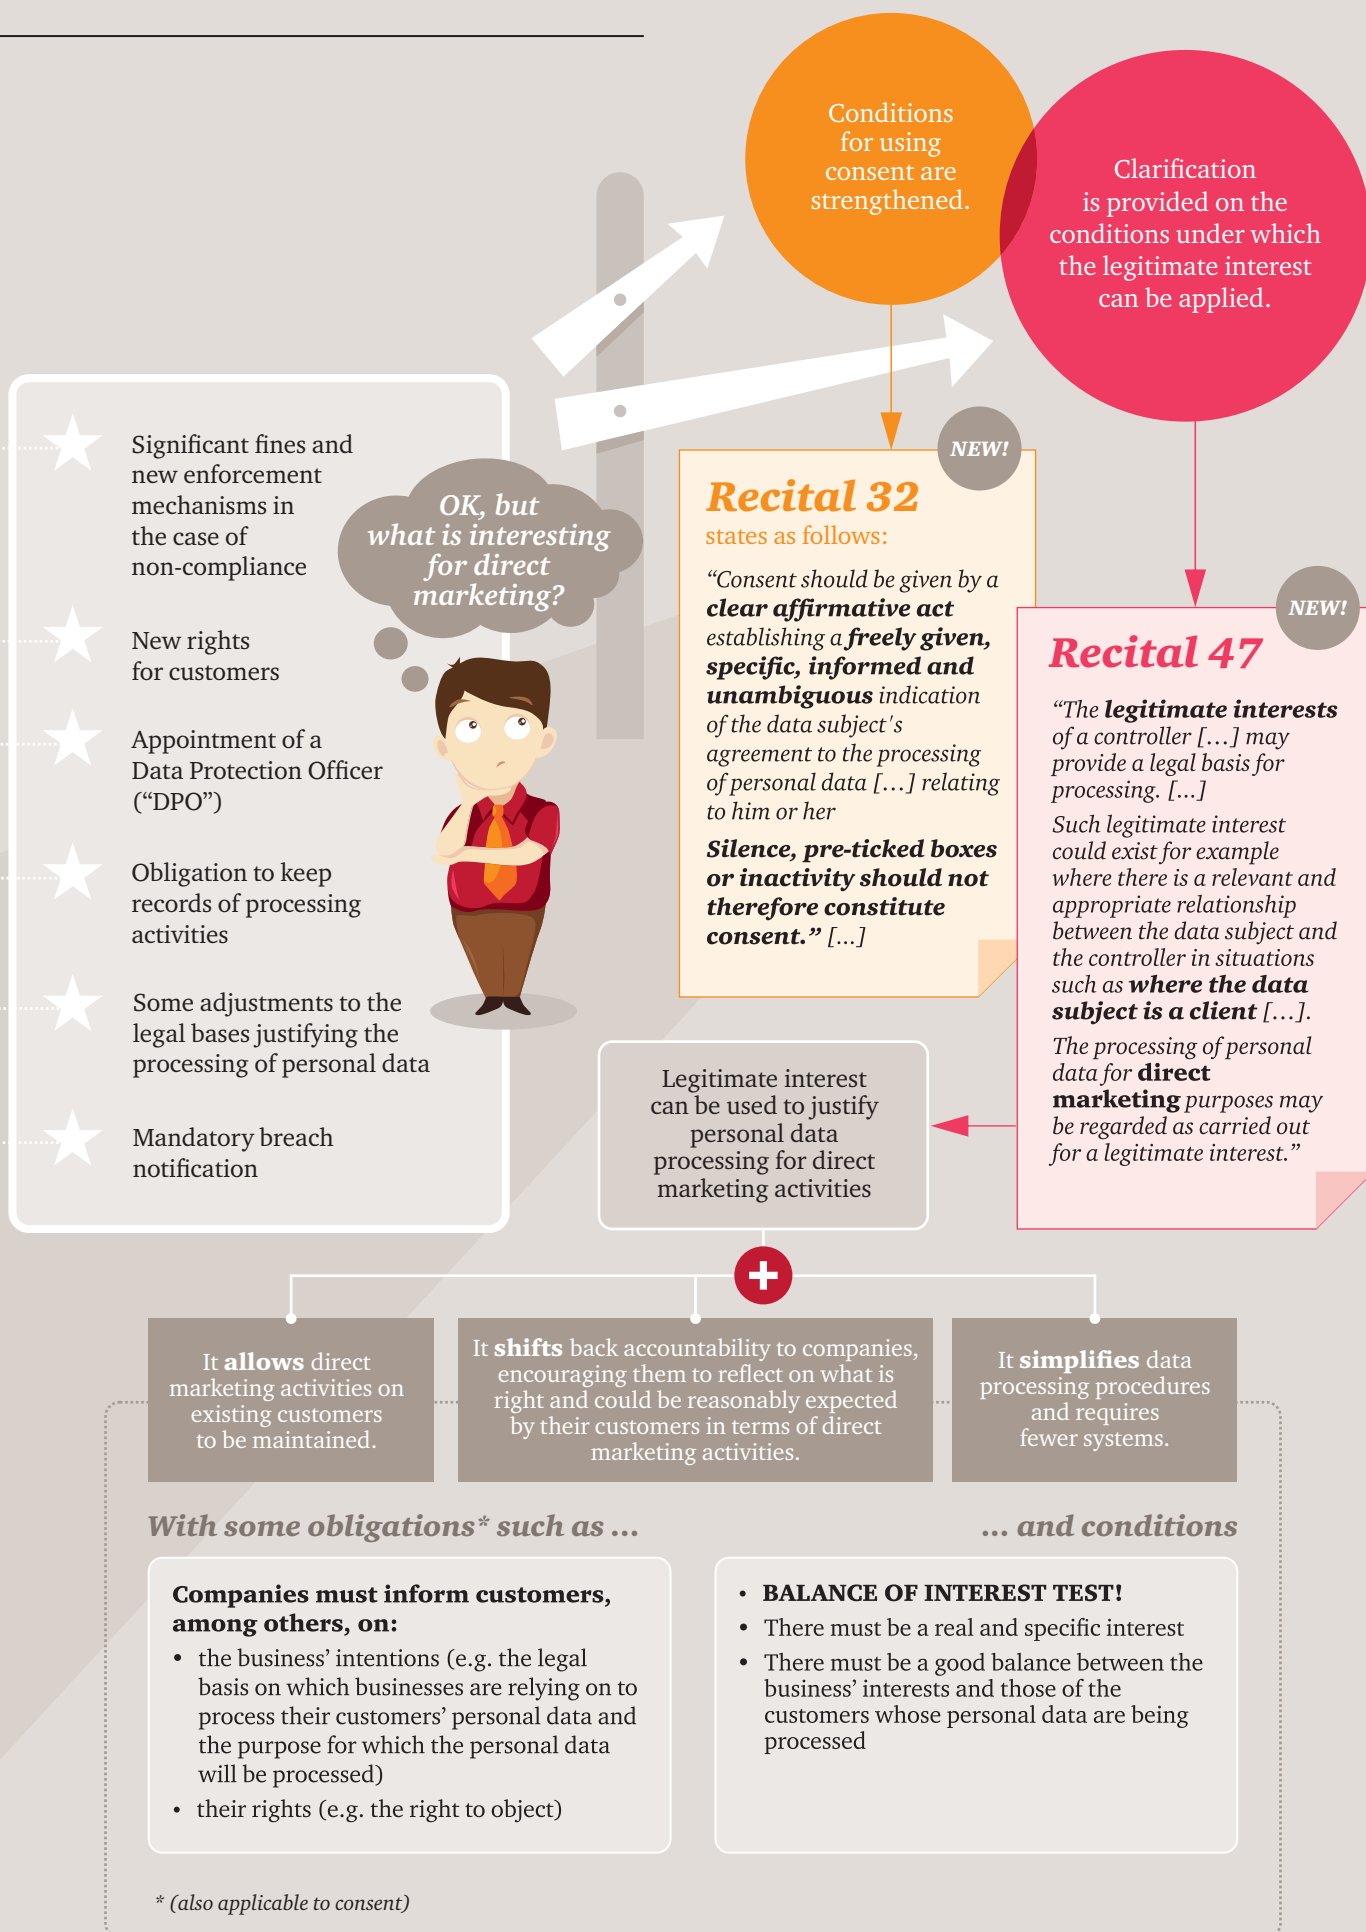 Conditions
for using
consent are
strengthened.
Clarification
is provided on the
conditions under which
the legitimate interest
can be applied.
Significant fines and
new enforcement
mechanisms in
the case of
non-compliance
New rights
for customers
Appointment of a
Data Protection Officer
(“DPO”)
Obligation to keep
records of processing
activities
Some adjustments to the
legal bases justifying the
processing of personal data
Mandatory breach
notification
OK, but
what is interesting
for direct
marketing?
NEW!
Recital 32
states as follows:
“Consent should be given by a
clear affirmative act
establishing a freely given,
specific, informed and
unambiguous indication
of the data subject's
agreement to the processing
of personal data […] relating
to him or her
Silence, pre-ticked boxes
or inactivity should not
therefore constitute
consent.” [...]
NEW!
Recital 47
“The legitimate interests
of a controller […] may
provide a legal basis for
processing. [...]
Such legitimate interest
could exist for example
where there is a relevant and
appropriate relationship
between the data subject and
the controller in situations
such as where the data
subject is a client […].
The processing of personal
data for direct
marketing purposes may
be regarded as carried out
for a legitimate interest.”
Legitimate interest
can be used to justify
personal data
processing for direct
marketing activities
It allows direct
marketing activities on
existing customers
to be maintained.
It shifts back accountability to companies,
encouraging them to reflect on what is
right and could be reasonably expected
by their customers in terms of direct
marketing activities.
It simplifies data
processing procedures
and requires
fewer systems.
With some obligations* such as ...
Companies must inform customers,
among others, on:
• the business’ intentions (e.g. the legal
basis on which businesses are relying on to
process their customers’ personal data and
the purpose for which the personal data
will be processed)
• their rights (e.g. the right to object)
... and conditions
• BALANCE OF INTEREST TEST!
• There must be a real and specific interest
• There must be a good balance between the
business’ interests and those of the
customers whose personal data are being
processed
* (also applicable to consent)